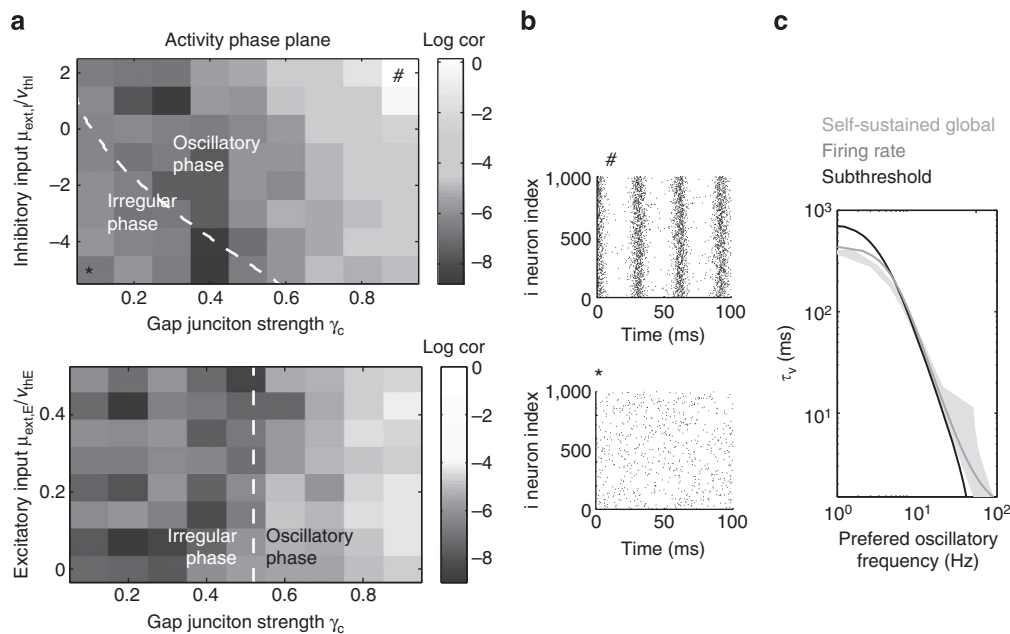 a
Activity phase plane
Log cor
Inhibitory input μext,I/vthI
2
0
−2
−4
#
Oscillatory
phase
Irregular
phase
*
0
−2
−4
−6
−8
0.2 0.4 0.6 0.8
Gap junciton strength γc
Log cor
Excitatory input μext,E/vthE
0.4
0.2
0
Irregular
phase
Oscillatory
phase
0
−2
−4
−6
−8
0.2 0.4 0.6 0.8
Gap junction strength γc
b
#
i neuron index
1,000
500
0
0 50 100
Time (ms)
*
i neuron index
1,000
500
0
0 50 100
Time (ms)
c
Self-sustained global
Firing rate
Subthreshold
τv (ms)
10³
10²
10¹
10⁰ 10¹ 10²
Prefered oscillatory
frequency (Hz)